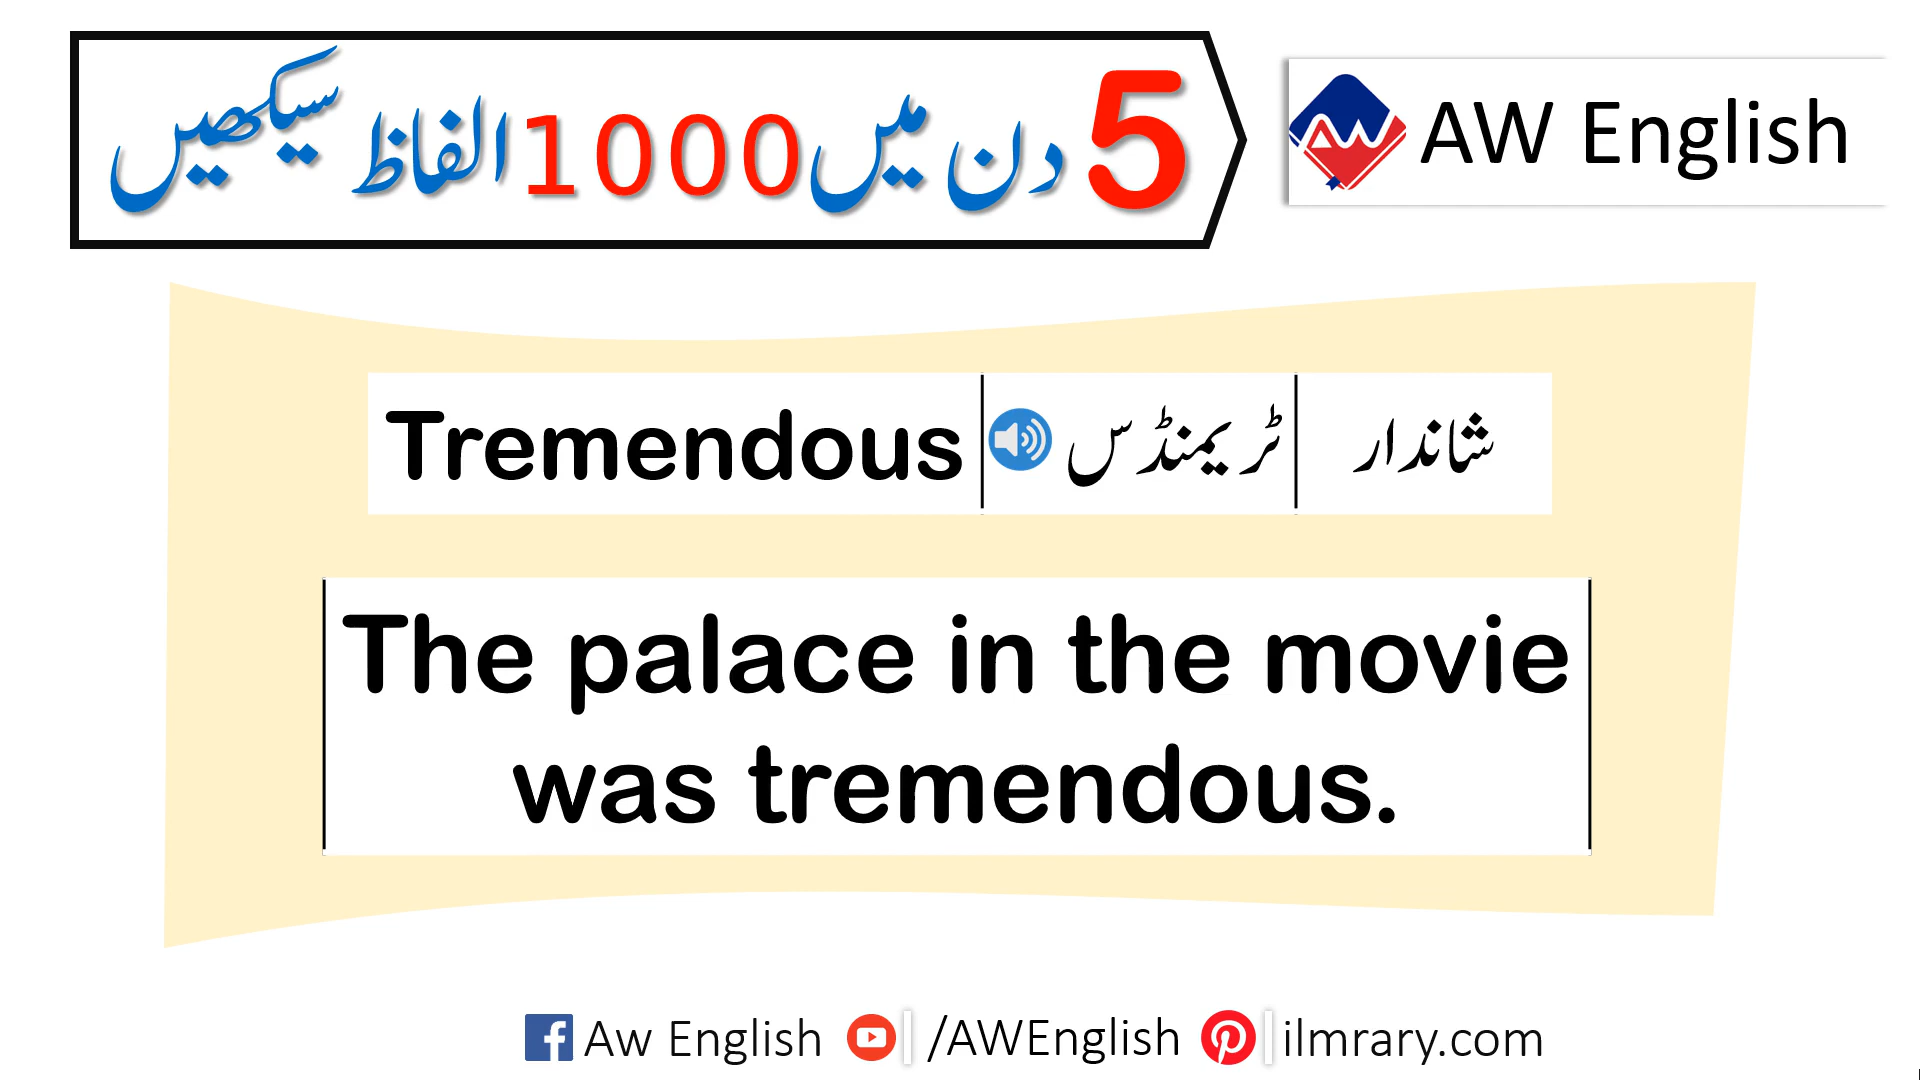 5 دن میں 1000 الفاظ سیکھیں
AW English
Tremendous ٹریمنڈس شاندار
The palace in the movie
was tremendous.
Aw English /AWEnglish ilmrary.com